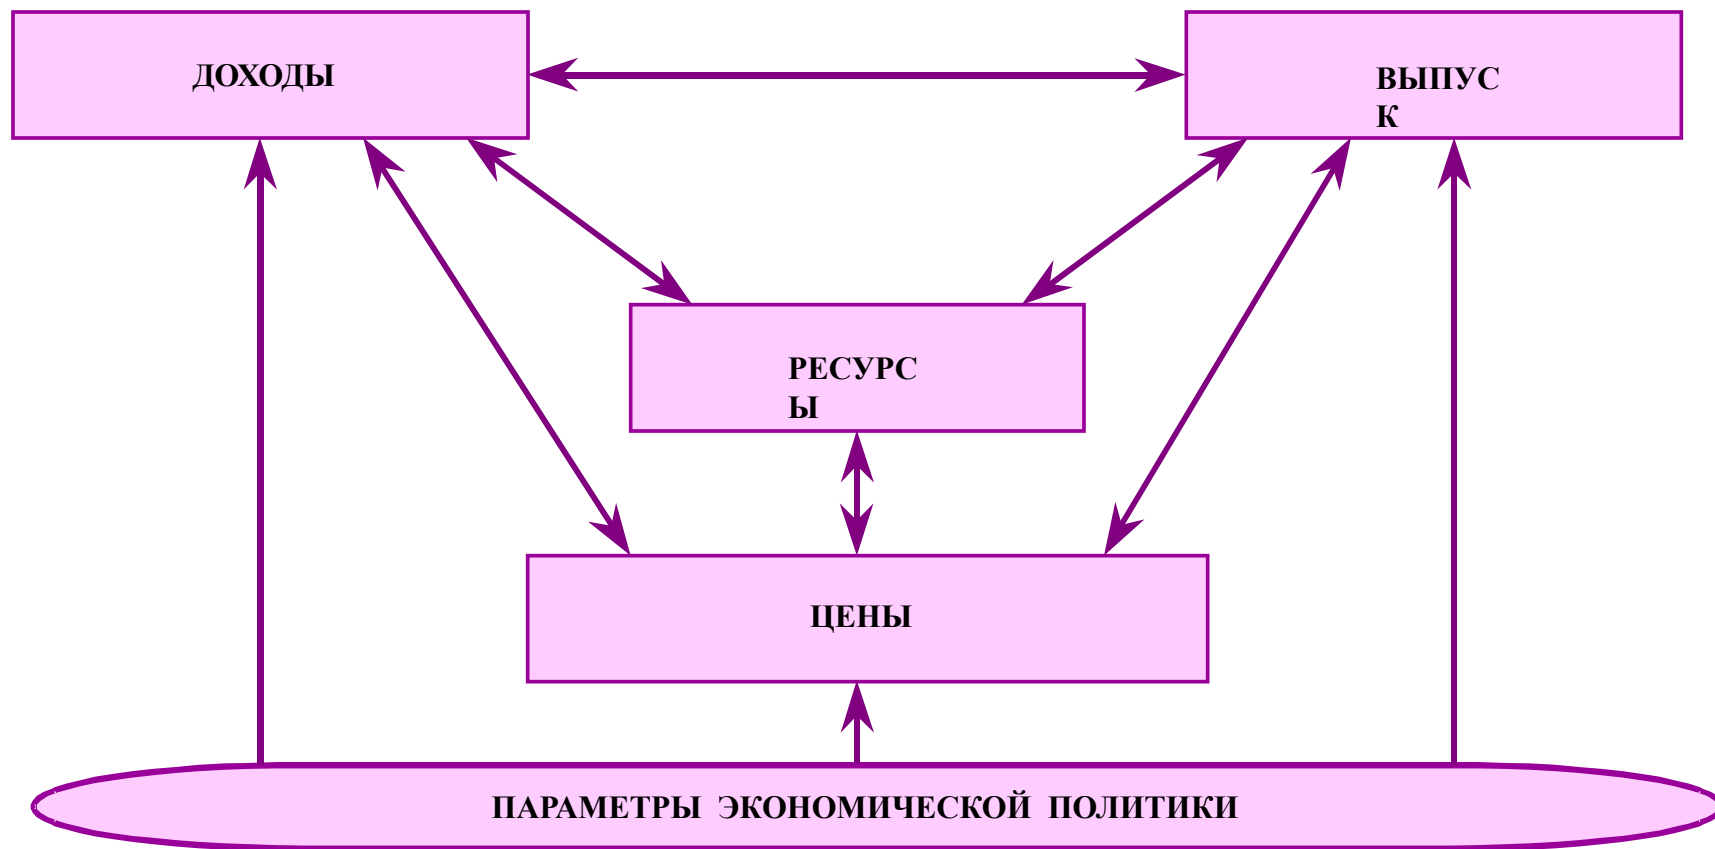 ДОХОДЫ
ВЫПУС
К
РЕСУРС
Ы
ЦЕНЫ
ПАРАМЕТРЫ ЭКОНОМИЧЕСКОЙ ПОЛИТИКИ